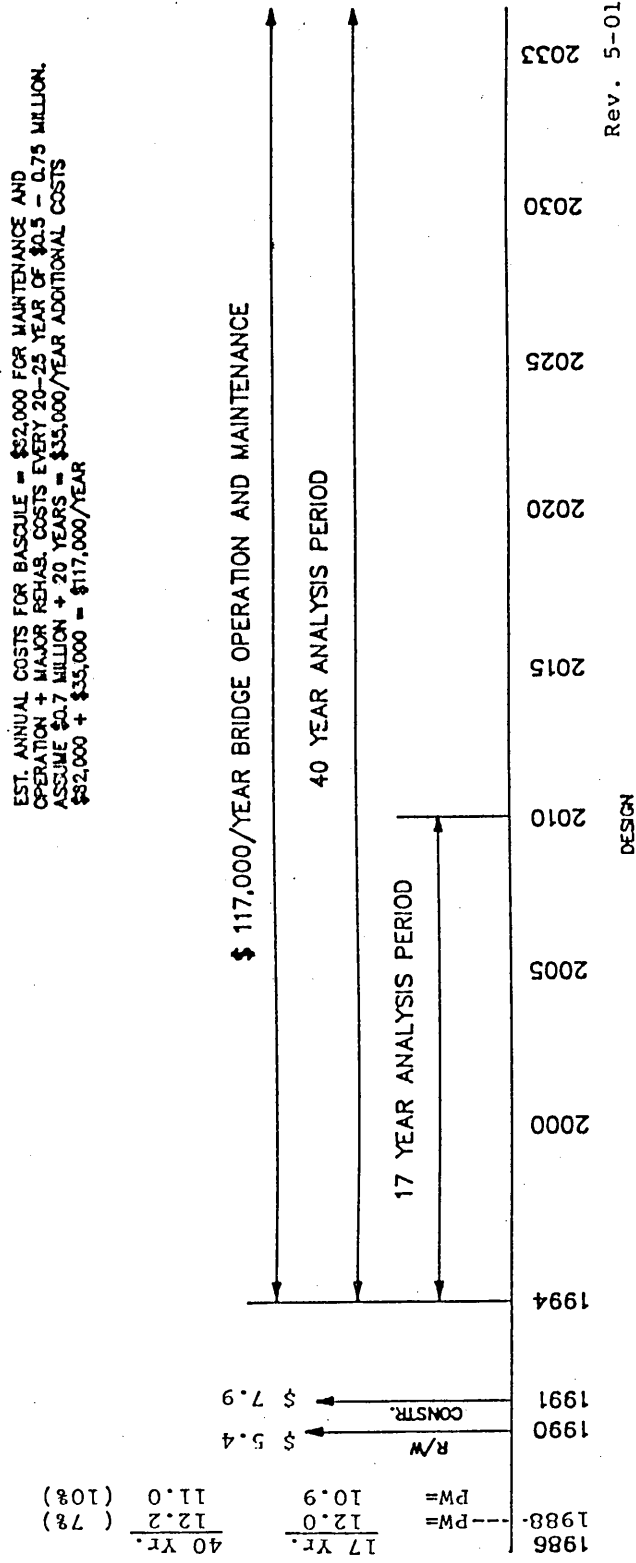 EST. ANNUAL COSTS FOR BASCULE = $82,000 FOR MAINTENANCE AND
OPERATION + MAJOR REHAB. COSTS EVERY 20-25 YEAR OF $0.5 - 0.75 MILLION.
ASSUME $0.7 MILLION + 20 YEARS = $35,000/YEAR ADDITIONAL COSTS
$82,000 + $35,000 = $117,000/YEAR
$ 117,000/YEAR BRIDGE OPERATION AND MAINTENANCE
40 YEAR ANALYSIS PERIOD
17 YEAR ANALYSIS PERIOD
17 Yr. 40 Yr.
---PW= 12.0 12.2 ( 7%)
PW= 10.9 11.0 (10%)
R/W $ 5.4
CONSTR. $ 7.9
1986 1988 1990 1991 1994 2000 2005 2010 2015 2020 2025 2030 2033
DESIGN
Rev. 5-01